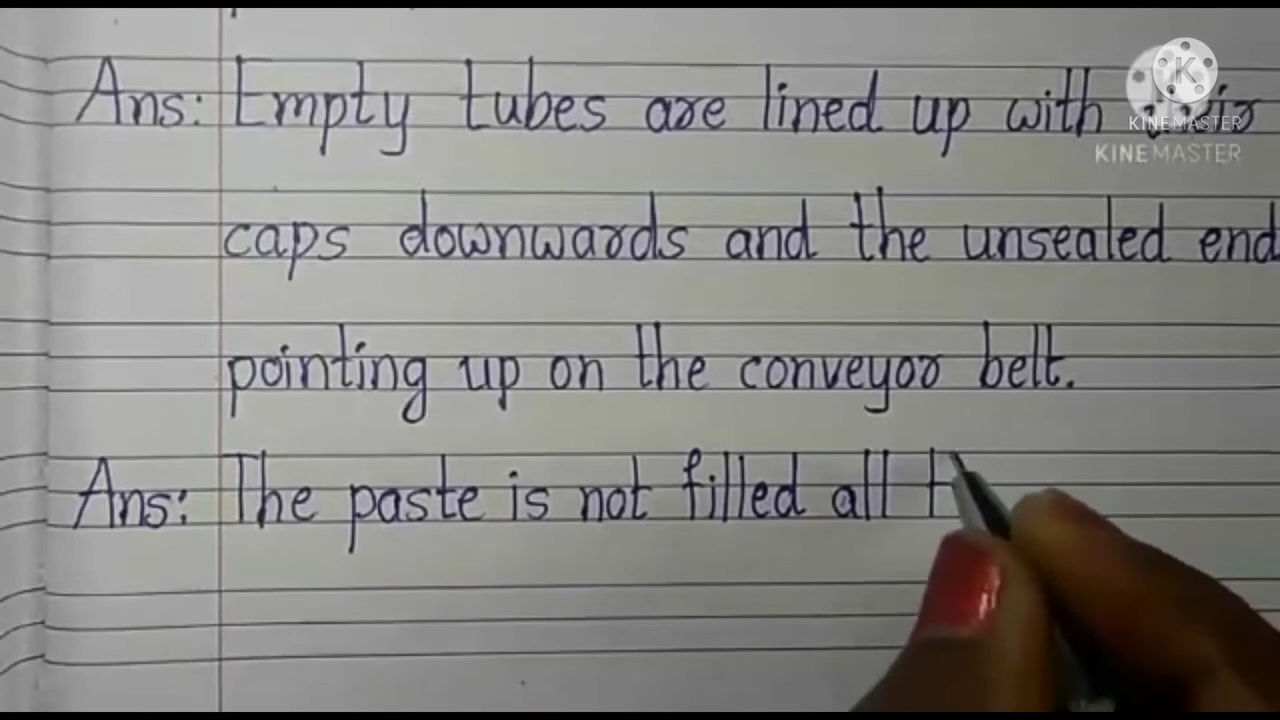 Ans: Empty tubes are lined up with their
caps downwards and the unsealed end
pointing up on the conveyor belt.
Ans: The paste is not filled all t
KINEMASTER
KINEMASTER